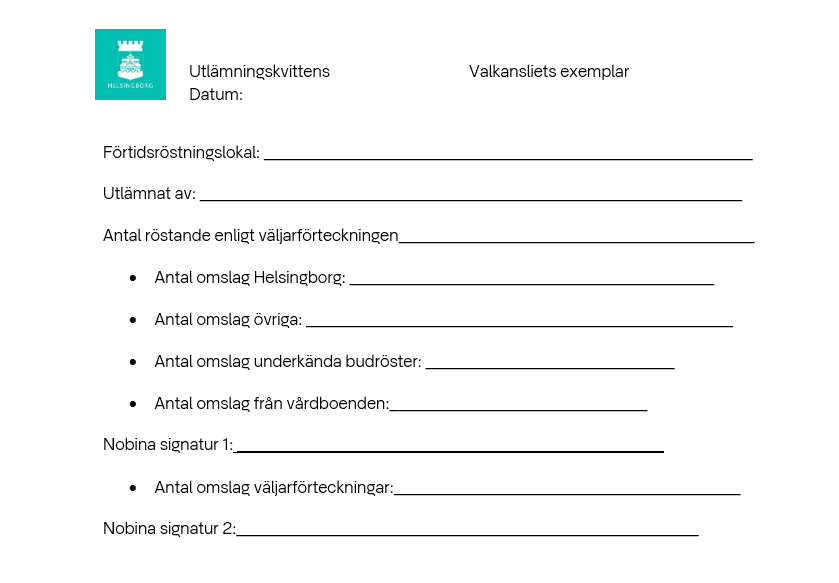 HELSINGBORG
Utlämningskvittens Valkansliets exemplar
Datum:
Förtidsröstningslokal:
Utlämnat av:
Antal röstande enligt väljarförteckningen
• Antal omslag Helsingborg:
• Antal omslag övriga:
• Antal omslag underkända budröster:
• Antal omslag från vårdboenden:
Nobina signatur 1:
• Antal omslag väljarförteckningar:
Nobina signatur 2: